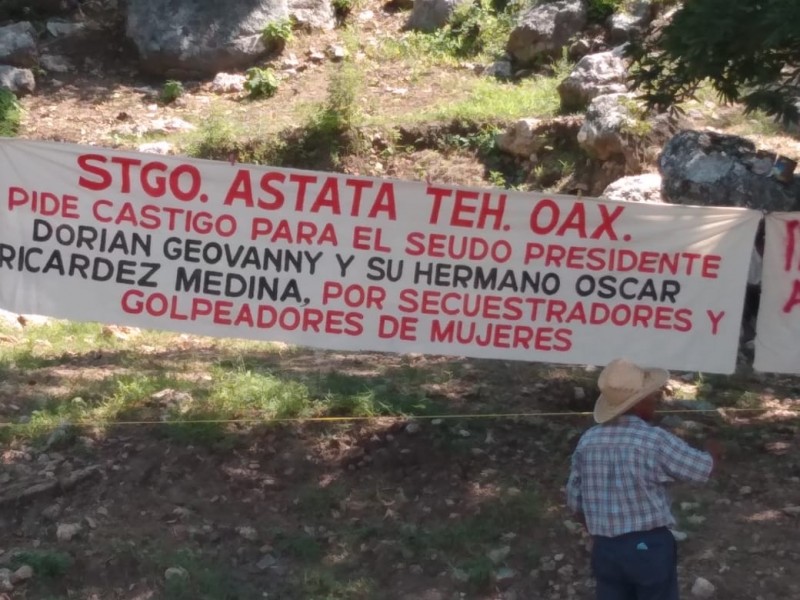 STGO. ASTATA TEH. OAX.
PIDE CASTIGO PARA EL SEUDO PRESIDENTE
DORIAN GEOVANNY Y SU HERMANO OSCAR
RICARDEZ MEDINA, POR SECUESTRADORES Y
GOLPEADORES DE MUJERES